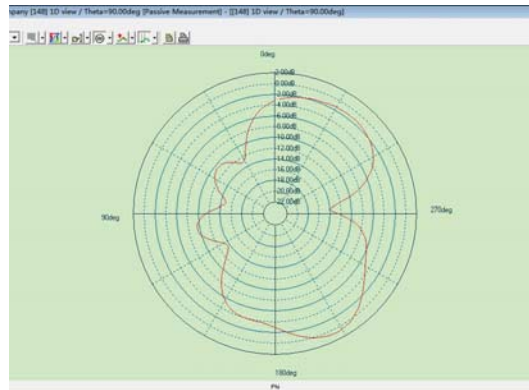 mpany [148] 1D view / Theta=90.00deg [Passive Measurement] - [[148] 1D view / Theta=90.00deg]
0deg
2.00dB
0.00dB
-2.00dB
-4.00dB
-6.00dB
-8.00dB
-10.00dB
-12.00dB
-14.00dB
-16.00dB
-18.00dB
-20.00dB
-22.00dB
90deg
270deg
180deg
Phi